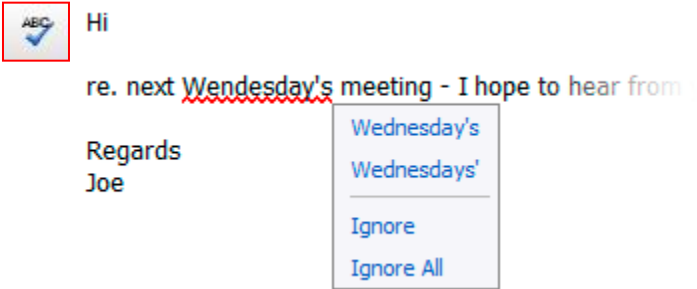 ABC
Hi
re. next Wendesday's meeting - I hope to hear from
Wednesday's
Wednesdays'
Regards
Joe
Ignore
Ignore All